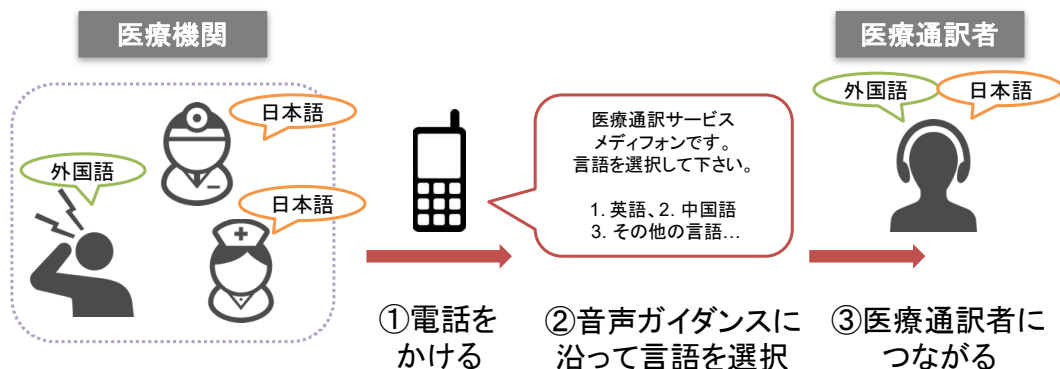 医療機関
日本語
外国語
日本語
医療通訳サービス
メディフォンです。
言語を選択して下さい。
1. 英語、2. 中国語
3. その他の言語…
医療通訳者
外国語
日本語
①電話を
かける
②音声ガイダンスに
沿って言語を選択
③医療通訳者に
つながる